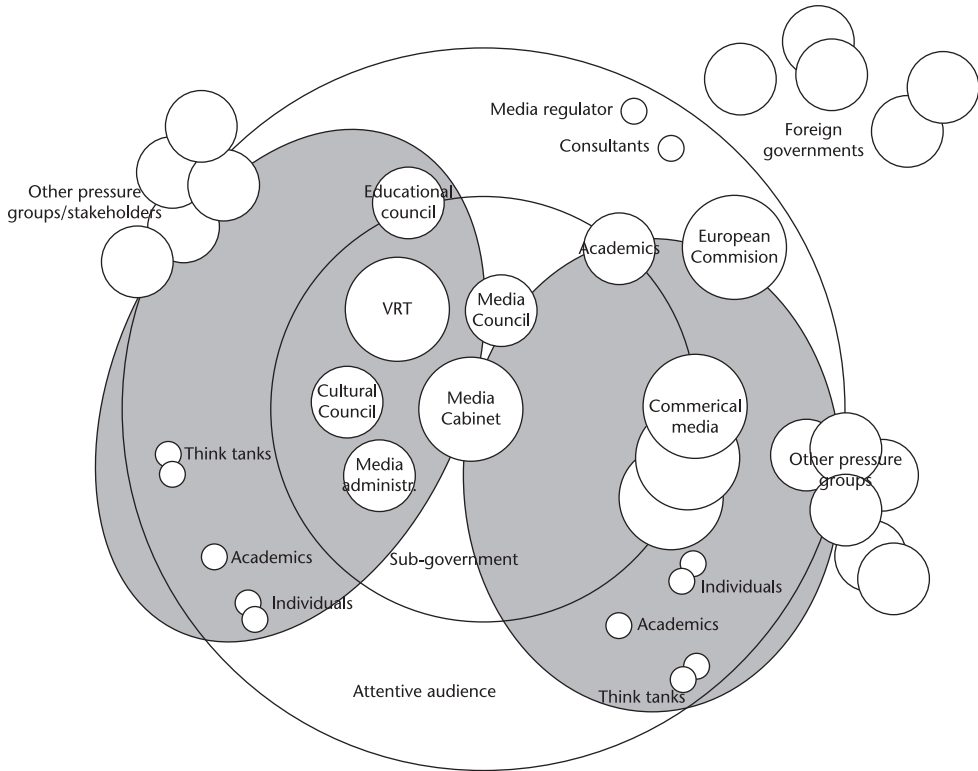 Media regulator
Consultants
Foreign
governments
Other pressure
groups/stakeholders
Educational
council
Academics
European
Commision
VRT
Media
Council
Cultural
Council
Media
Cabinet
Commerical
media
Think tanks
Media
administr.
Other pressure
groups
Academics
Sub-government
Individuals
Individuals
Academics
Attentive audience
Think tanks